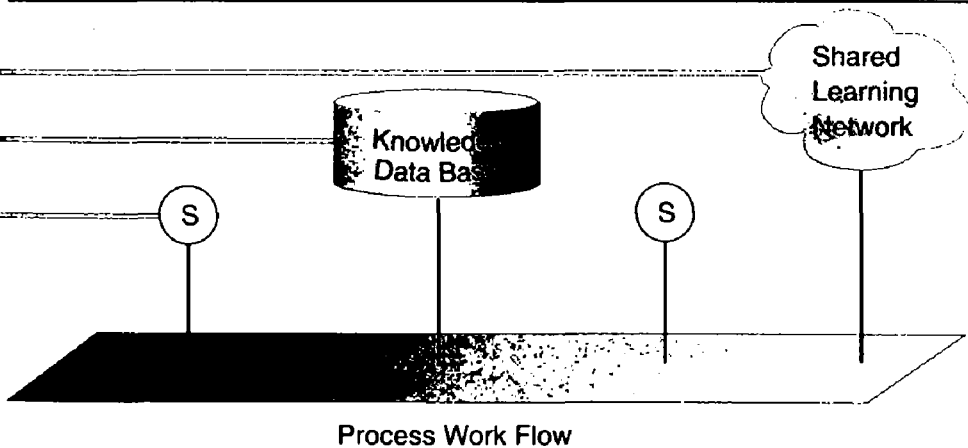 Shared
Learning
Network
Knowled
Data Bas
S
S
Process Work Flow